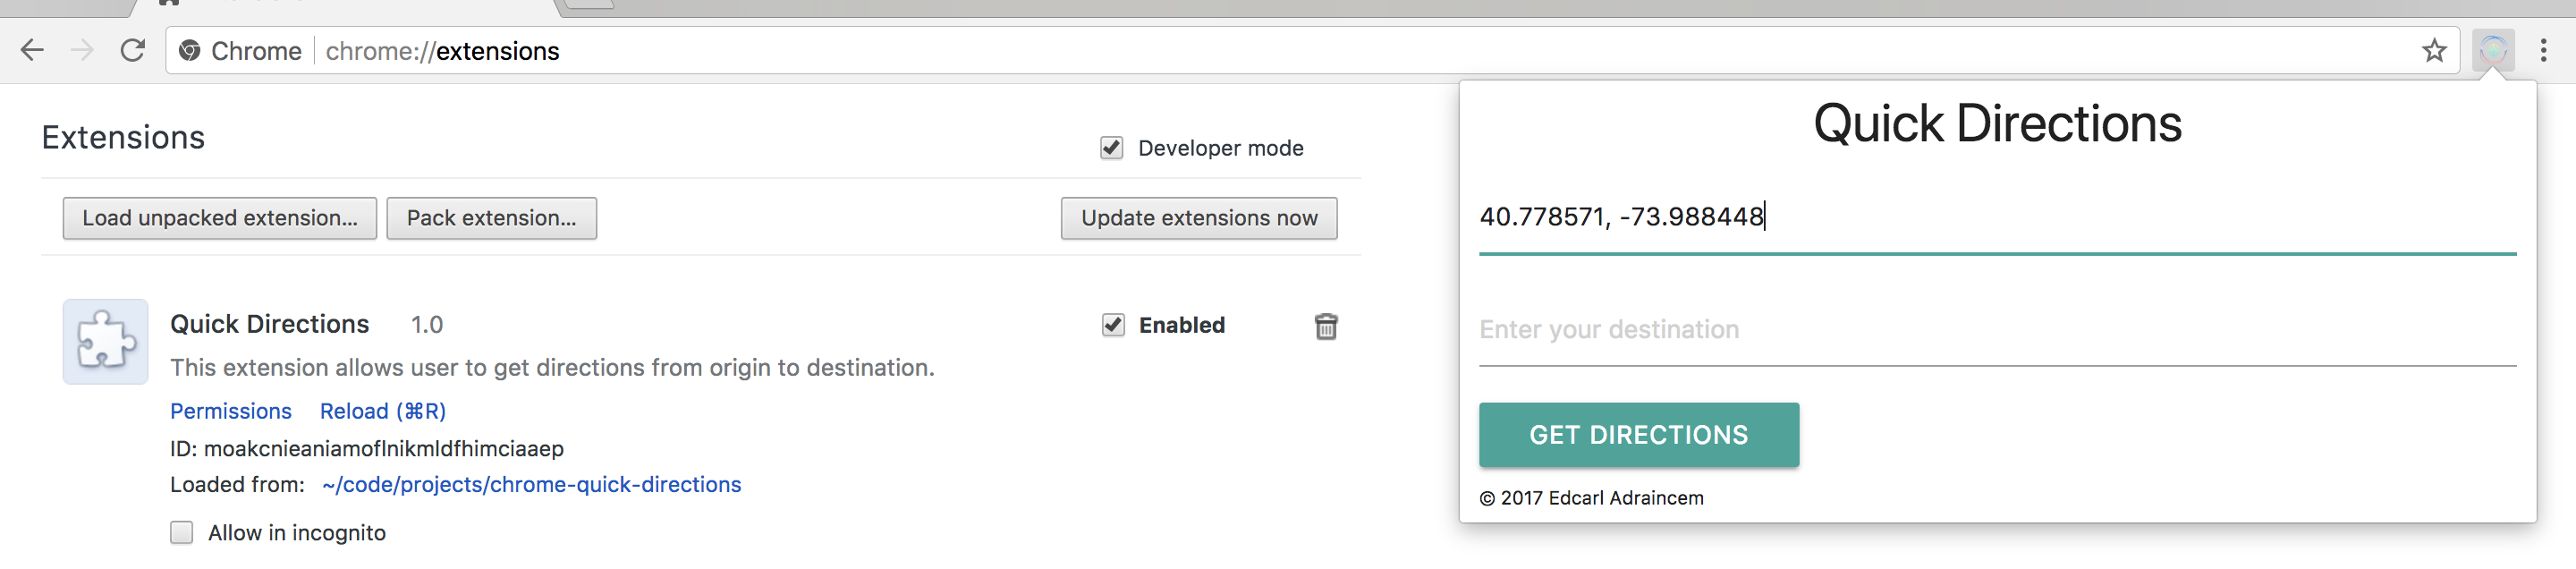 Chrome chrome://extensions
Extensions
Developer mode
Load unpacked extension... Pack extension... Update extensions now
Quick Directions 1.0
Enabled
This extension allows user to get directions from origin to destination.
Permissions Reload (⌘R)
ID: moakcnieaniamoflnikmldfhimciaaep
Loaded from: ~/code/projects/chrome-quick-directions
Allow in incognito
Quick Directions
40.778571, -73.988448
Enter your destination
GET DIRECTIONS
© 2017 Edcarl Adraincem